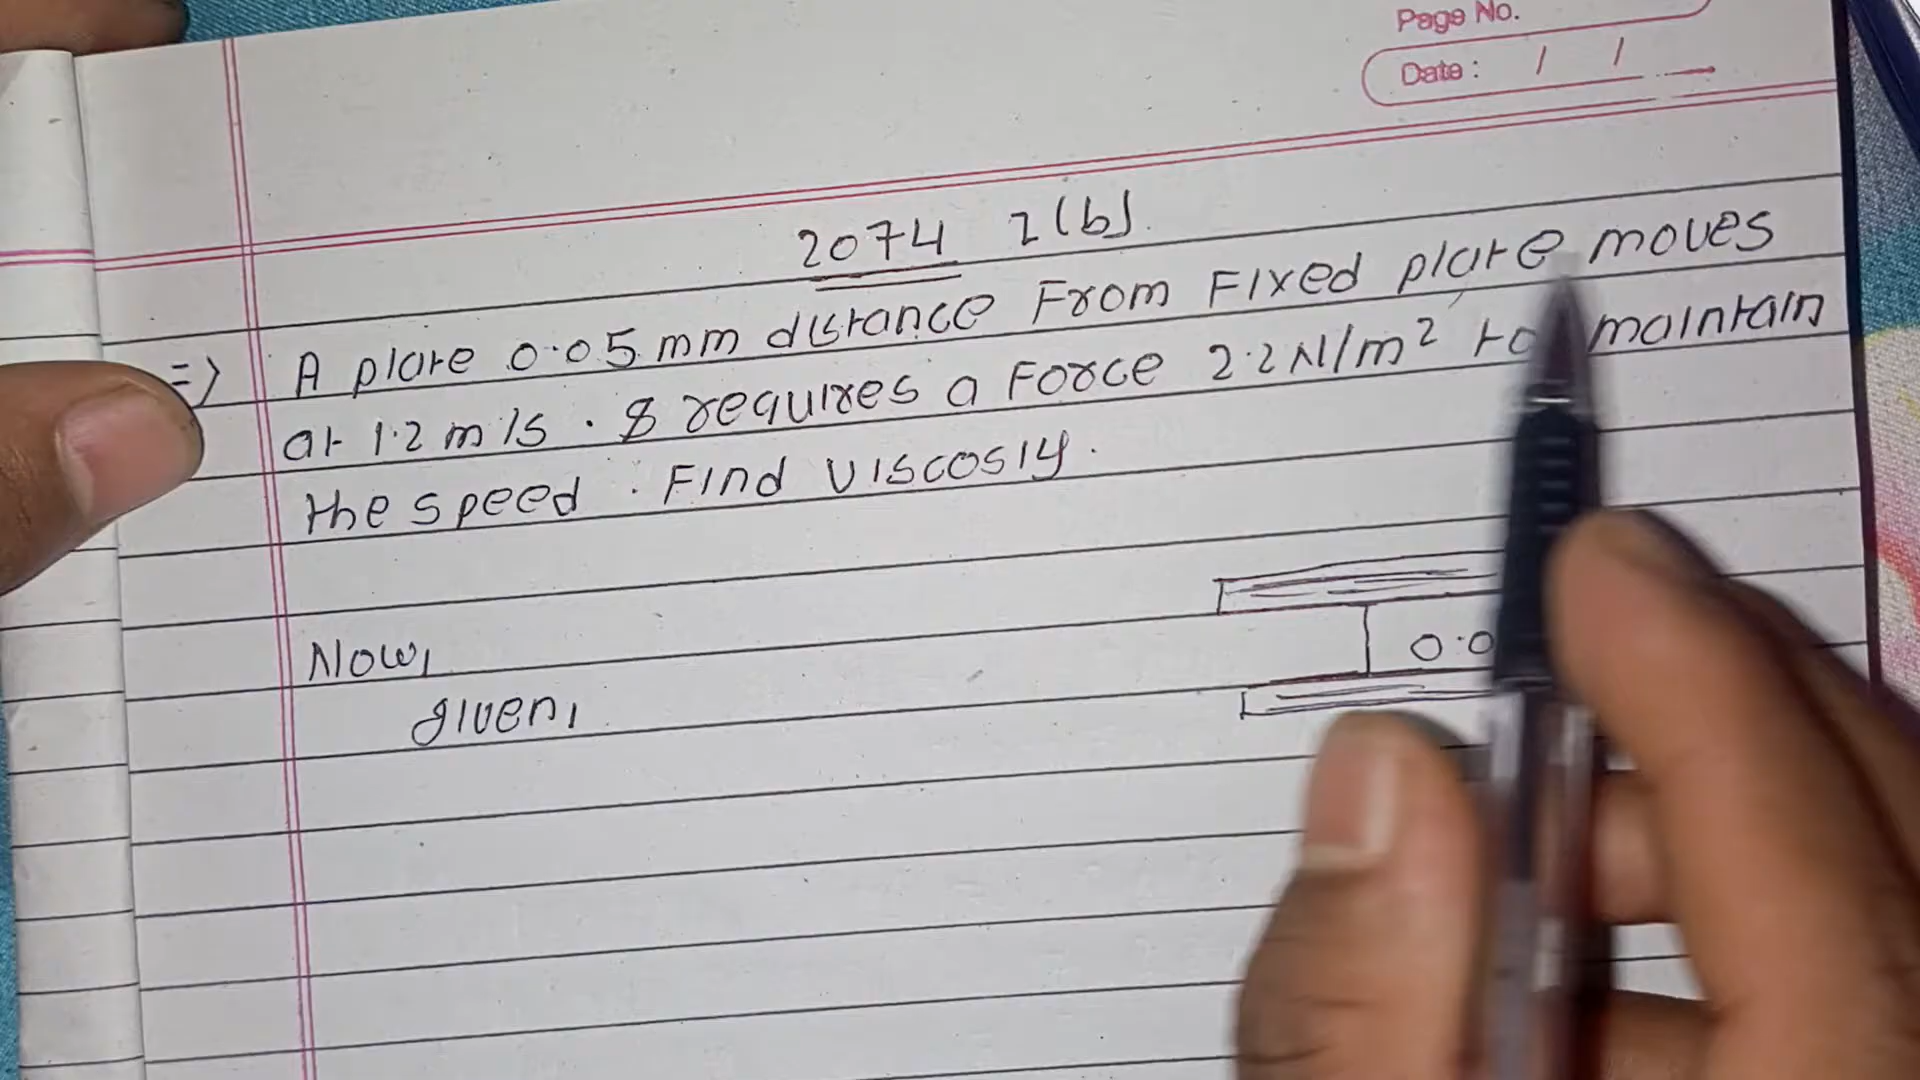 Page No.
Date : / /
2074 2(b)
=> A plate 0.05 mm distance From Fixed plate moves
at 1.2 m/s . & requires a Force 2.2 N/m² to maintain
the speed . Find viscosiy.
Now,
given,
0.0